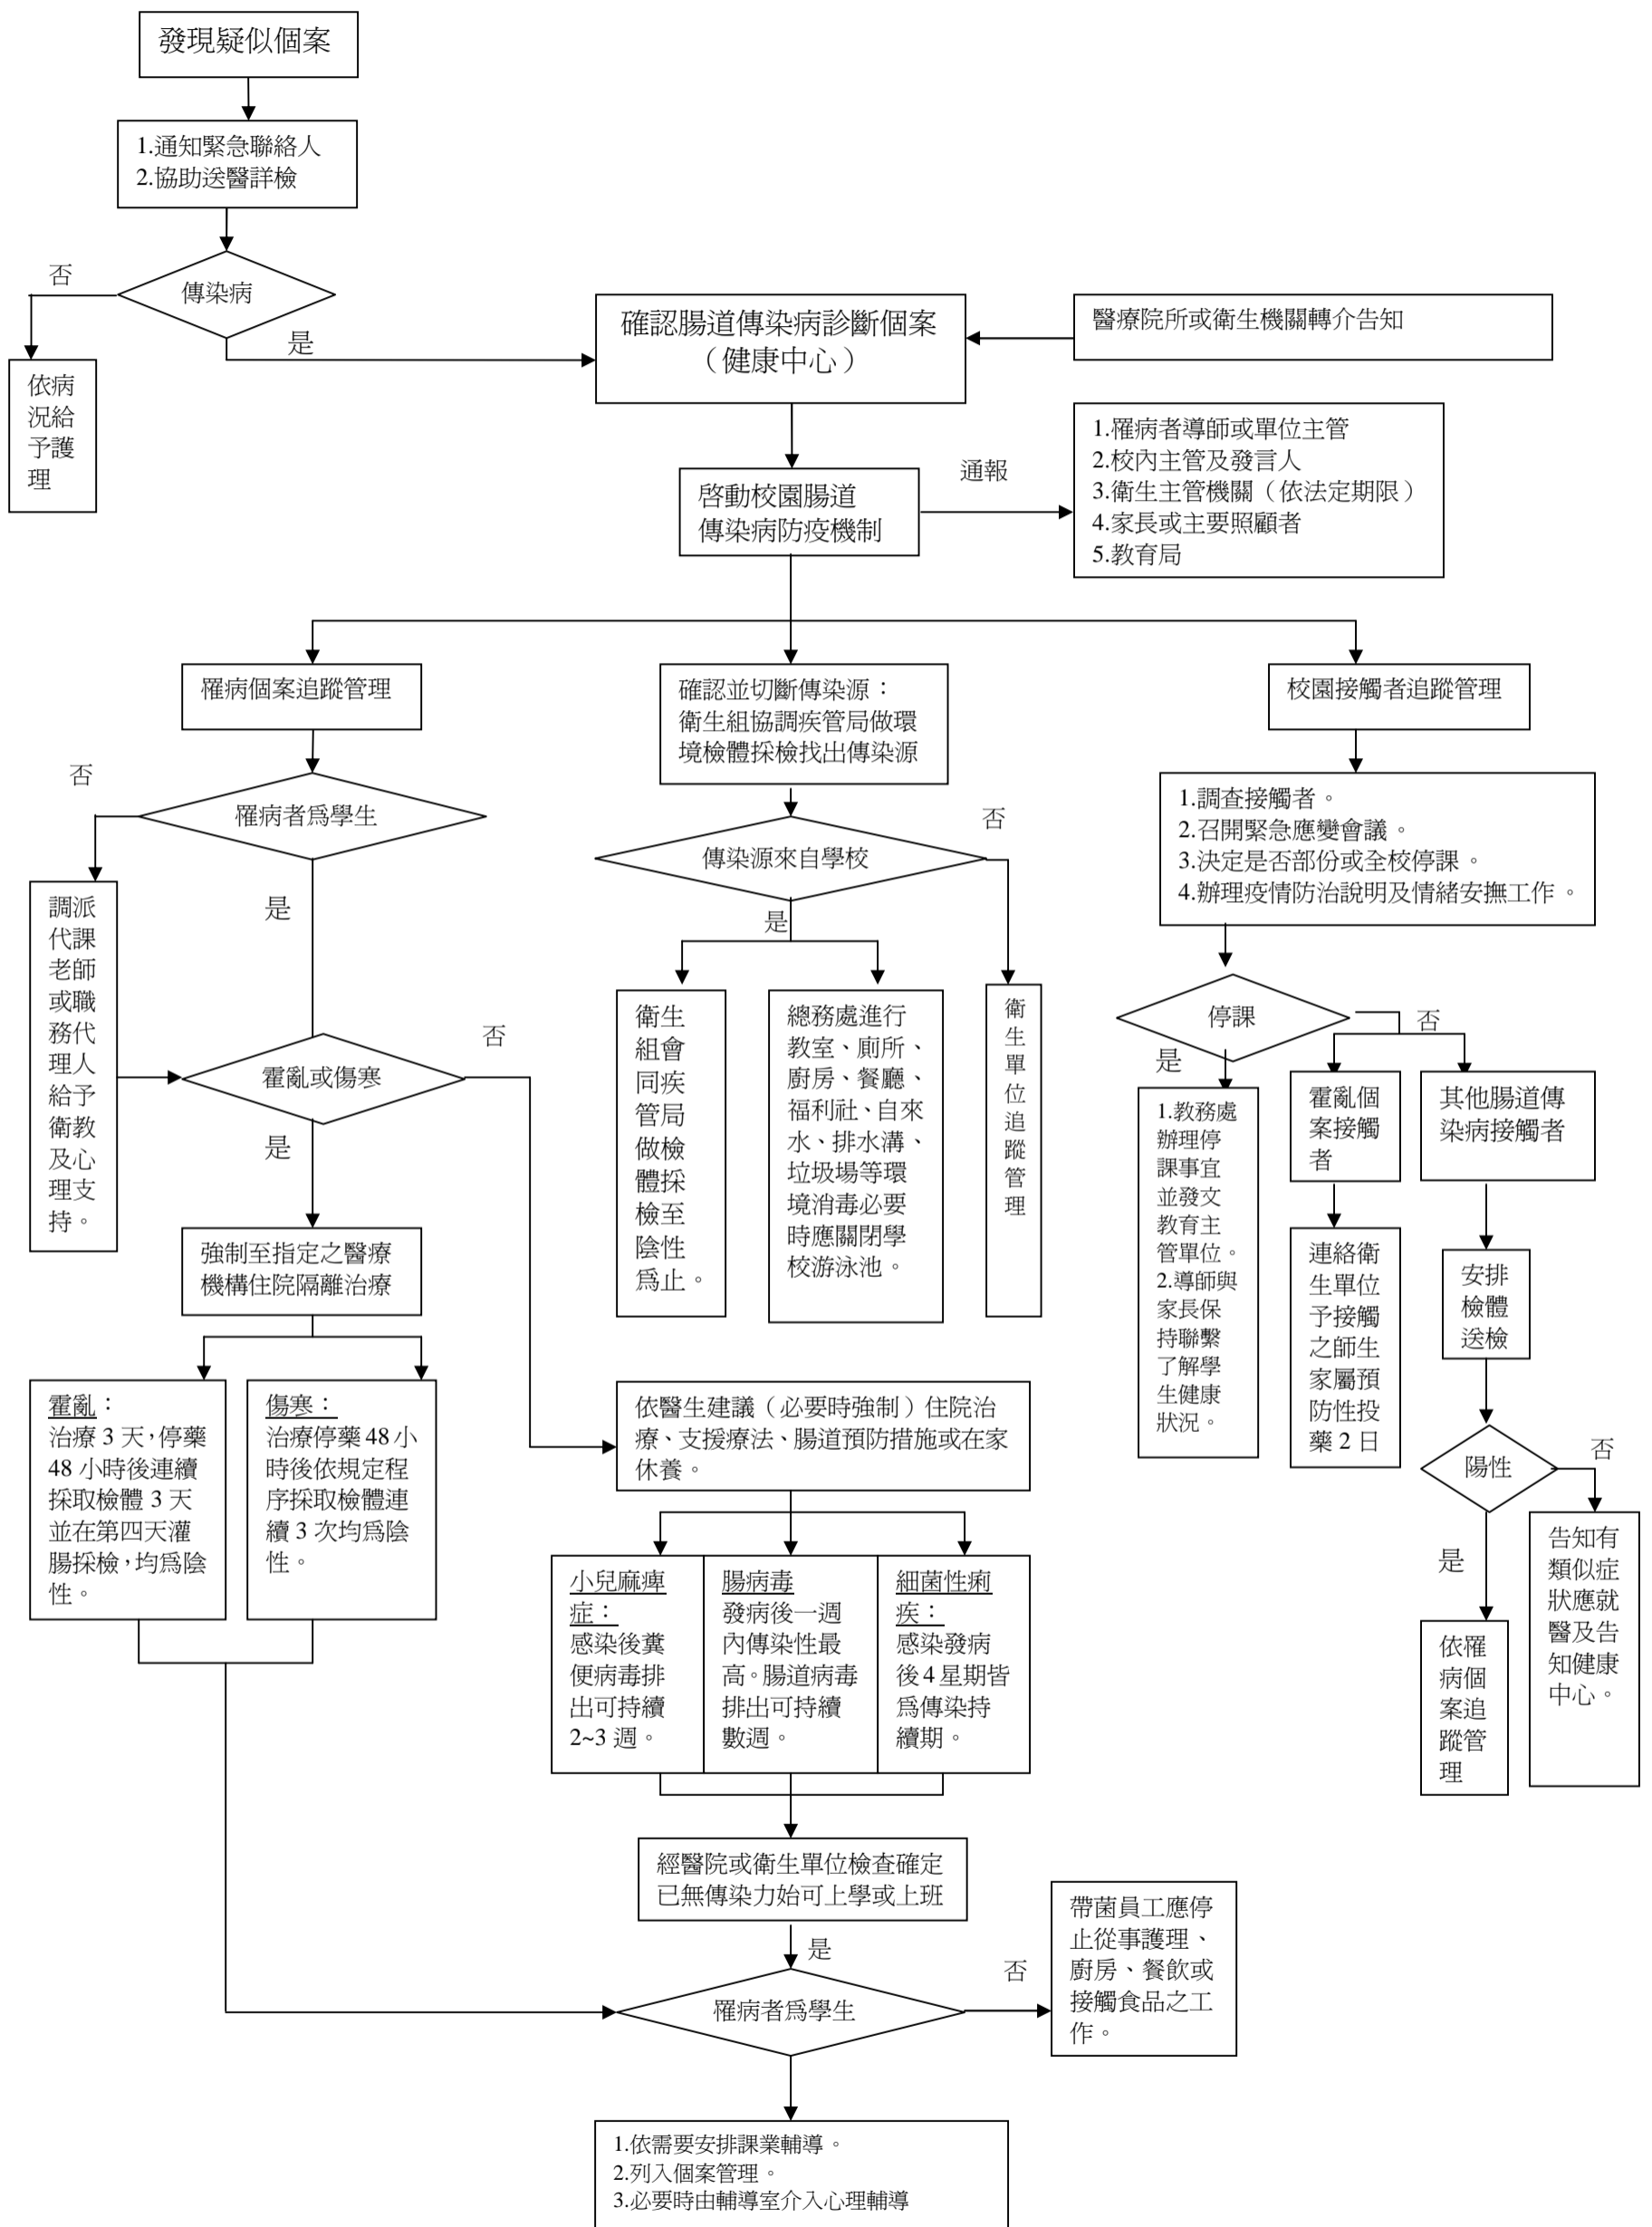 發現疑似個案
1.通知緊急聯絡人
2.協助送醫詳檢
傳染病
否
是
依病
況給
予護
理
確認腸道傳染病診斷個案
（健康中心）
醫療院所或衛生機關轉介告知
啓動校園腸道
傳染病防疫機制
通報
1.罹病者導師或單位主管
2.校內主管及發言人
3.衛生主管機關（依法定期限）
4.家長或主要照顧者
5.教育局
罹病個案追蹤管理
否
罹病者爲學生
是
調派
代課
老師
或職
務代
理人
給予
衛教
及心
理支
持。
霍亂或傷寒
否
是
強制至指定之醫療
機構住院隔離治療
霍亂：
治療 3 天，停藥
48 小時後連續
採取檢體 3 天
並在第四天灌
腸採檢，均爲陰
性。
傷寒：
治療停藥 48 小
時後依規定程
序採取檢體連
續 3 次均爲陰
性。
確認並切斷傳染源：
衛生組協調疾管局做環
境檢體採檢找出傳染源
傳染源來自學校
否
是
衛生
組會
同疾
管局
做檢
體採
檢至
陰性
爲止。
總務處進行
教室、廁所、
廚房、餐廳、
福利社、自來
水、排水溝、
垃圾場等環
境消毒必要
時應關閉學
校游泳池。
衛
生
單
位
追
蹤
管
理
校園接觸者追蹤管理
1.調查接觸者。
2.召開緊急應變會議。
3.決定是否部份或全校停課。
4.辦理疫情防治說明及情緒安撫工作。
停課
否
是
1.教務處
辦理停
課事宜
並發文
教育主
管單位。
2.導師與
家長保
持聯繫
了解學
生健康
狀況。
霍亂個
案接觸
者
連絡衛
生單位
予接觸
之師生
家屬預
防性投
藥 2 日
其他腸道傳
染病接觸者
安排
檢體
送檢
陽性
否
是
依罹
病個
案追
蹤管
理
告知有
類似症
狀應就
醫及告
知健康
中心。
依醫生建議（必要時強制）住院治
療、支援療法、腸道預防措施或在家
休養。
小兒麻痺
症：
感染後糞
便病毒排
出可持續
2~3 週。
腸病毒
發病後一週
內傳染性最
高。腸道病毒
排出可持續
數週。
細菌性痢
疾：
感染發病
後 4 星期皆
爲傳染持
續期。
經醫院或衛生單位檢查確定
已無傳染力始可上學或上班
是
罹病者爲學生
否
帶菌員工應停
止從事護理、
廚房、餐飲或
接觸食品之工
作。
1.依需要安排課業輔導。
2.列入個案管理。
3.必要時由輔導室介入心理輔導